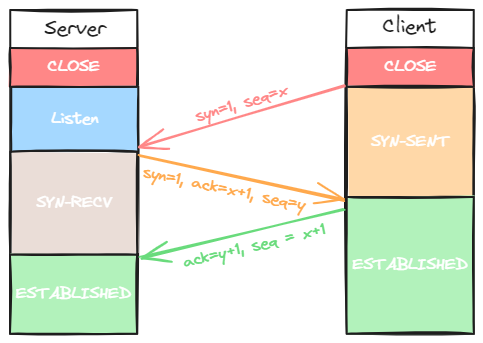 Server
Client
CLOSE
CLOSE
syn=1, seq=x
Listen
SYN-SENT
syn=1, ack=x+1, seq=y
SYN-RECV
ack=y+1, seq = x+1
ESTABLISHED
ESTABLISHED